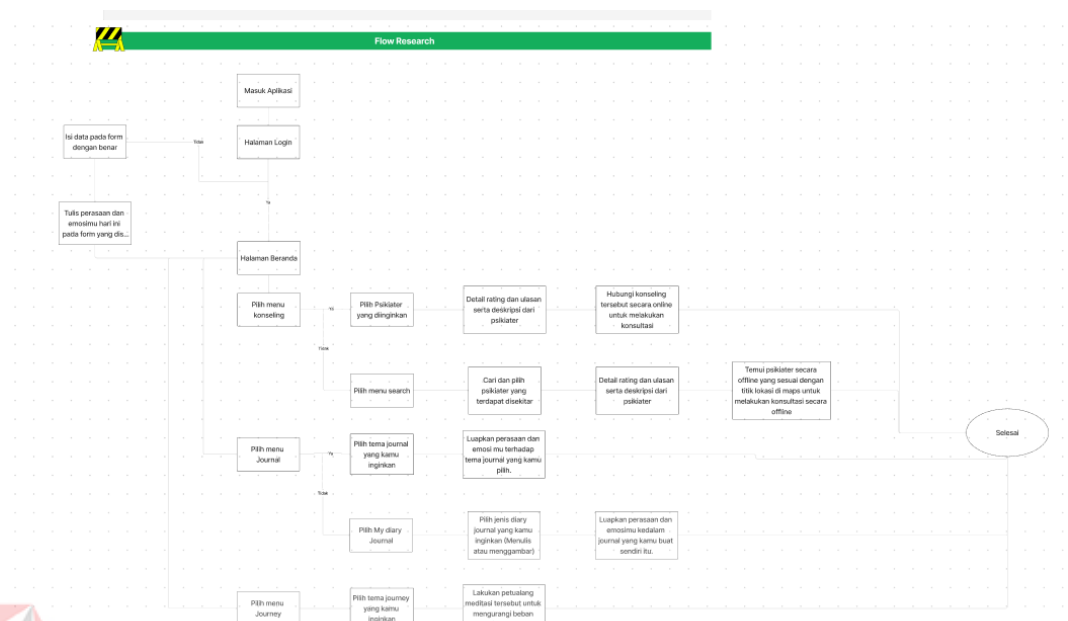 Flow Research
Masuk Aplikasi
Isi data pada form
dengan benar
Tidak
Halaman Login
Ya
Tulis perasaan dan
emosimu hari ini
pada form yang dis...
Halaman Beranda
Pilih menu
konseling
Ya
Pilih Psikiater
yang diinginkan
Detail rating dan ulasan
serta deskripsi dari
psikiater
Hubungi konseling
tersebut secara online
untuk melakukan
konsultasi
Tidak
Pilih menu search
Cari dan pilih
psikiater yang
terdapat disekitar
Detail rating dan ulasan
serta deskripsi dari
psikiater
Temui psikiater secara
offline yang sesuai dengan
titik lokasi di maps untuk
melakukan konsultasi secara
offline
Selesai
Pilih menu
Journal
Ya
Pilih tema journal
yang kamu
inginkan
Luapkan perasaan dan
emosi mu terhadap
tema journal yang kamu
pilih.
Tidak
Pilih My diary
Journal
Pilih jenis diary
journal yang kamu
inginkan (Menulis
atau menggambar)
Luapkan perasaan dan
emosimu kedalam
journal yang kamu buat
sendiri itu.
Pilih menu
Journey
Pilih tema journey
yang kamu
inginkan
Lakukan petualang
meditasi tersebut untuk
mengurangi beban